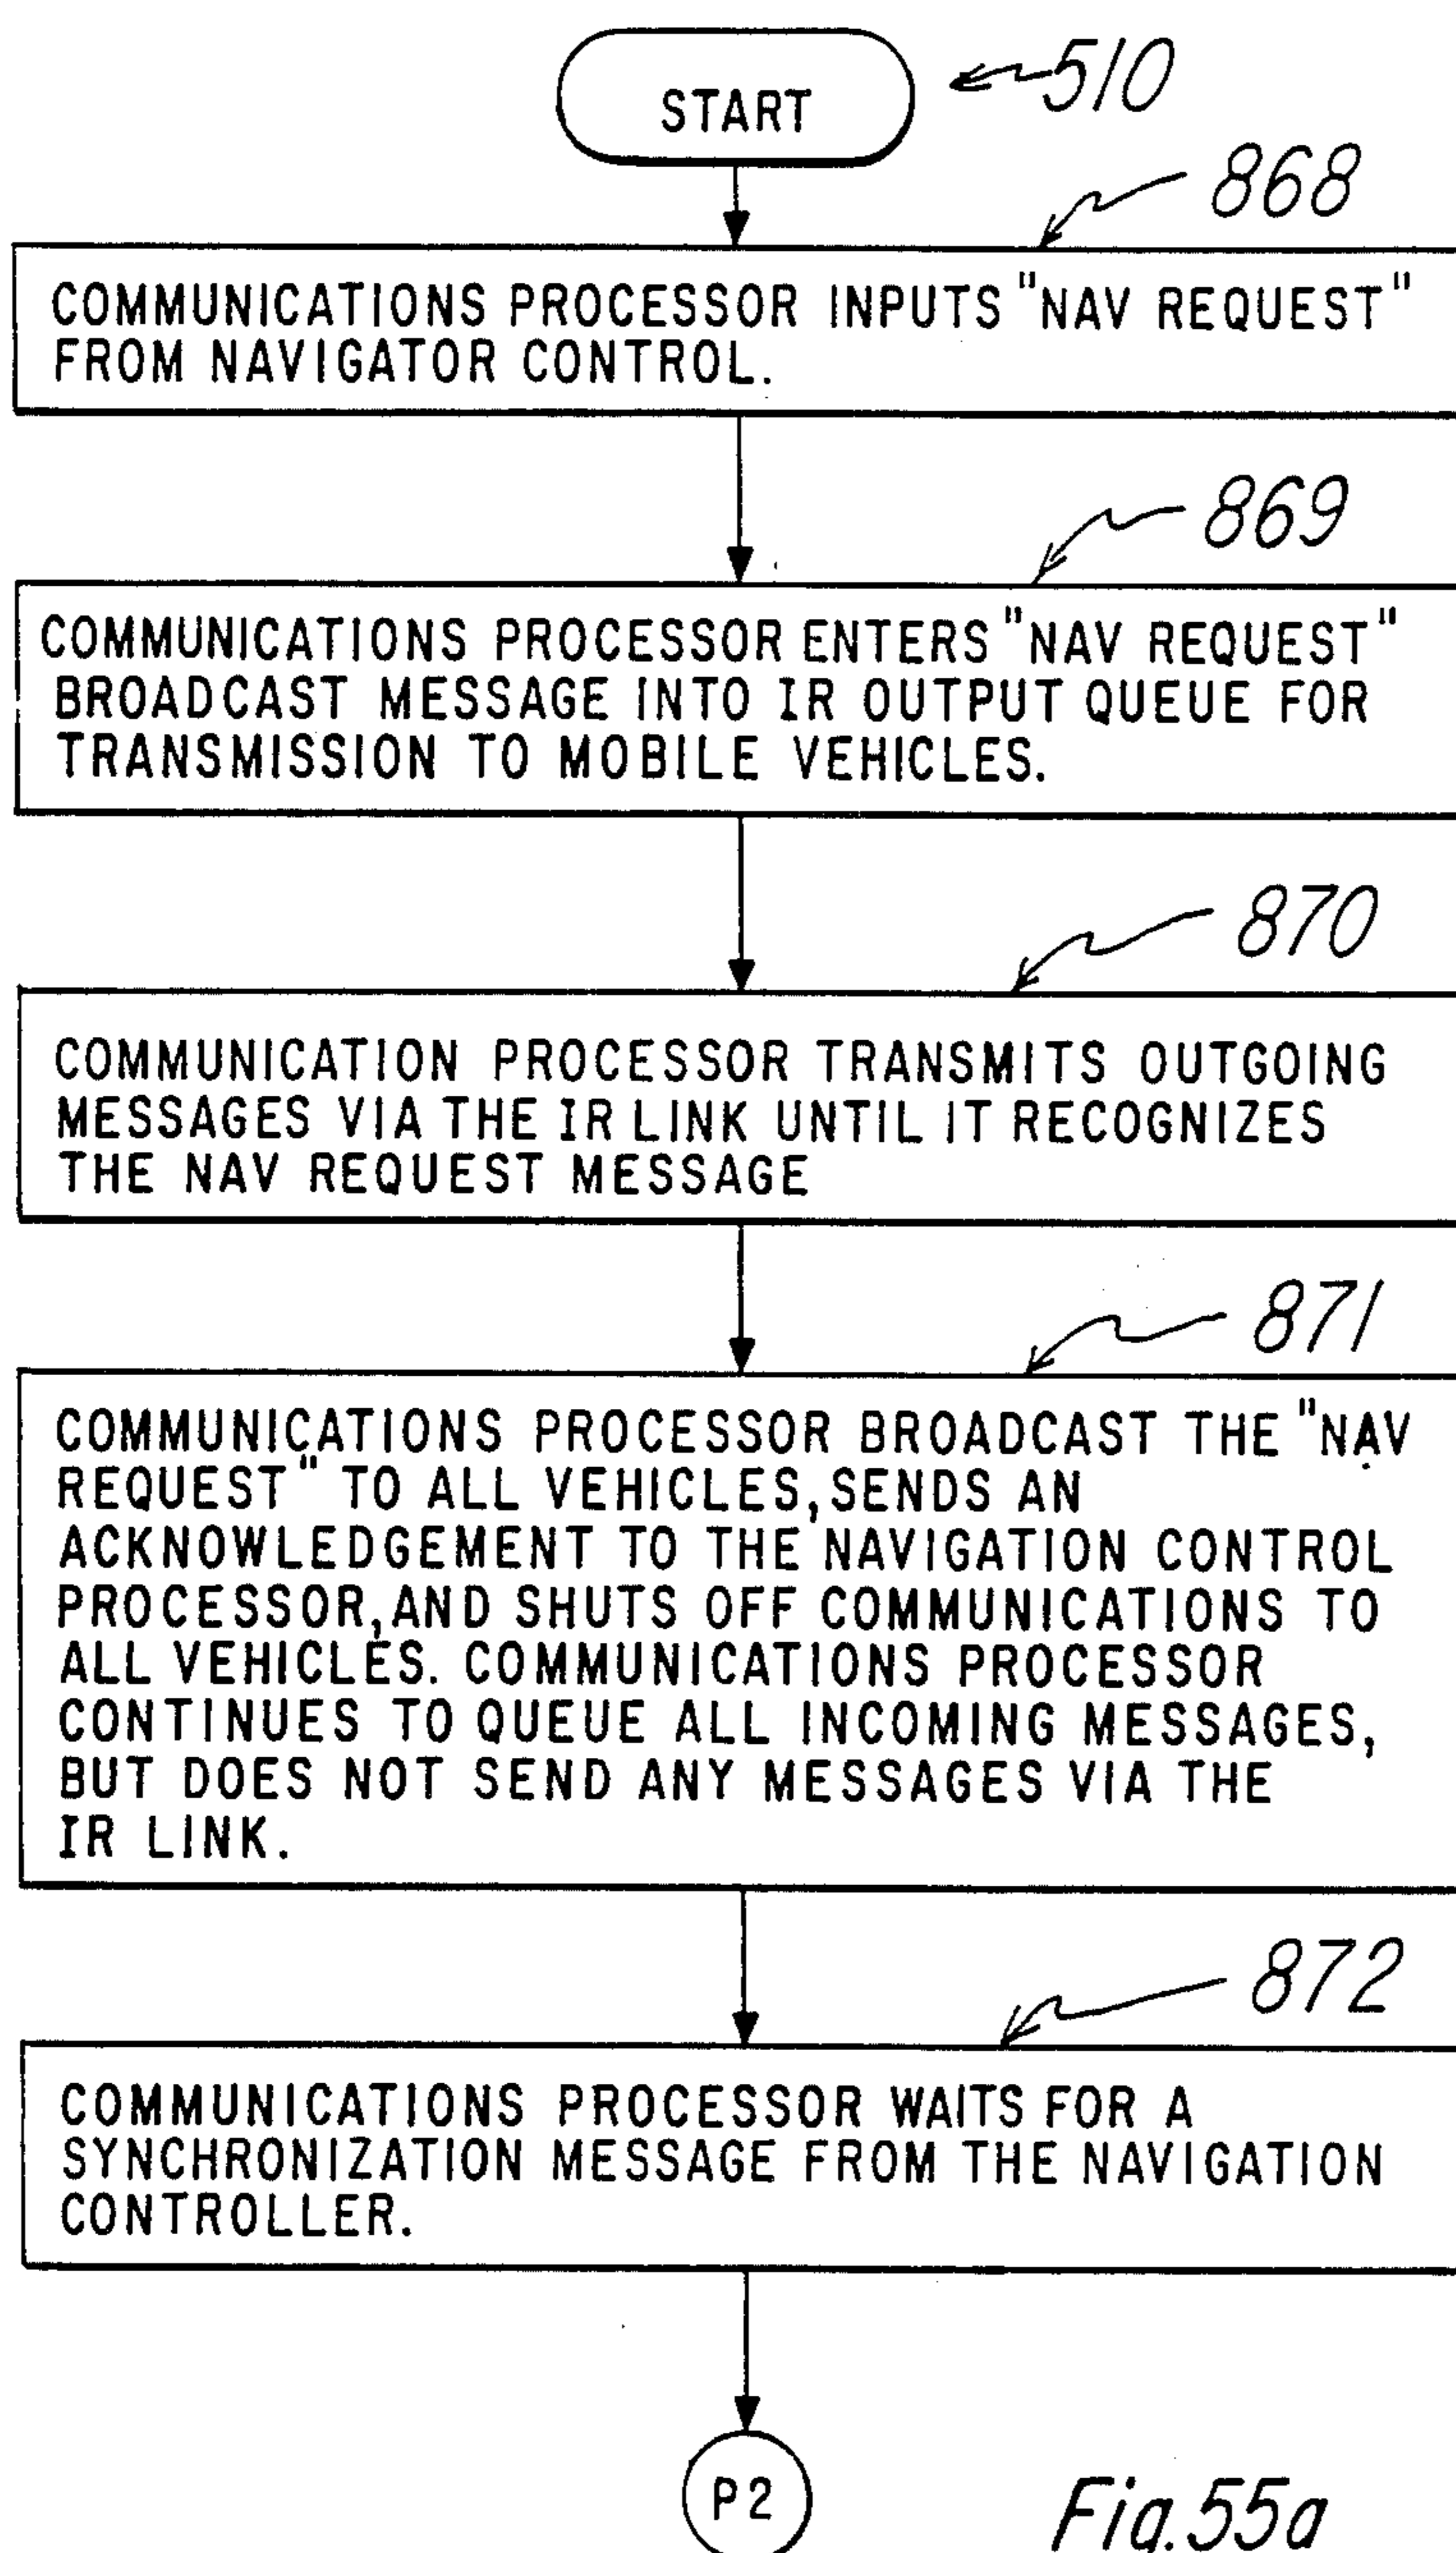 START
510
868
COMMUNICATIONS PROCESSOR INPUTS "NAV REQUEST"
FROM NAVIGATOR CONTROL.
869
COMMUNICATIONS PROCESSOR ENTERS "NAV REQUEST"
BROADCAST MESSAGE INTO IR OUTPUT QUEUE FOR
TRANSMISSION TO MOBILE VEHICLES.
870
COMMUNICATION PROCESSOR TRANSMITS OUTGOING
MESSAGES VIA THE IR LINK UNTIL IT RECOGNIZES
THE NAV REQUEST MESSAGE
871
COMMUNICATIONS PROCESSOR BROADCAST THE "NAV
REQUEST" TO ALL VEHICLES, SENDS AN
ACKNOWLEDGEMENT TO THE NAVIGATION CONTROL
PROCESSOR, AND SHUTS OFF COMMUNICATIONS TO
ALL VEHICLES. COMMUNICATIONS PROCESSOR
CONTINUES TO QUEUE ALL INCOMING MESSAGES,
BUT DOES NOT SEND ANY MESSAGES VIA THE
IR LINK.
872
COMMUNICATIONS PROCESSOR WAITS FOR A
SYNCHRONIZATION MESSAGE FROM THE NAVIGATION
CONTROLLER.
P2
Fig. 55a